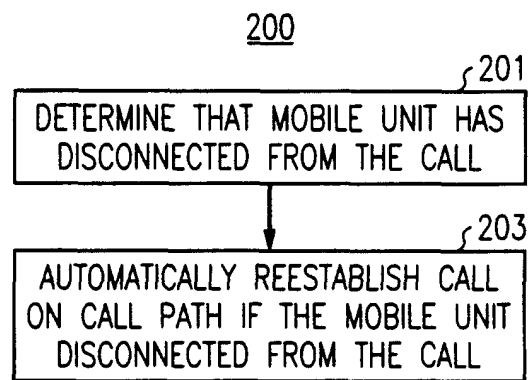 200
201
DETERMINE THAT MOBILE UNIT HAS
DISCONNECTED FROM THE CALL
203
AUTOMATICALLY REESTABLISH CALL
ON CALL PATH IF THE MOBILE UNIT
DISCONNECTED FROM THE CALL